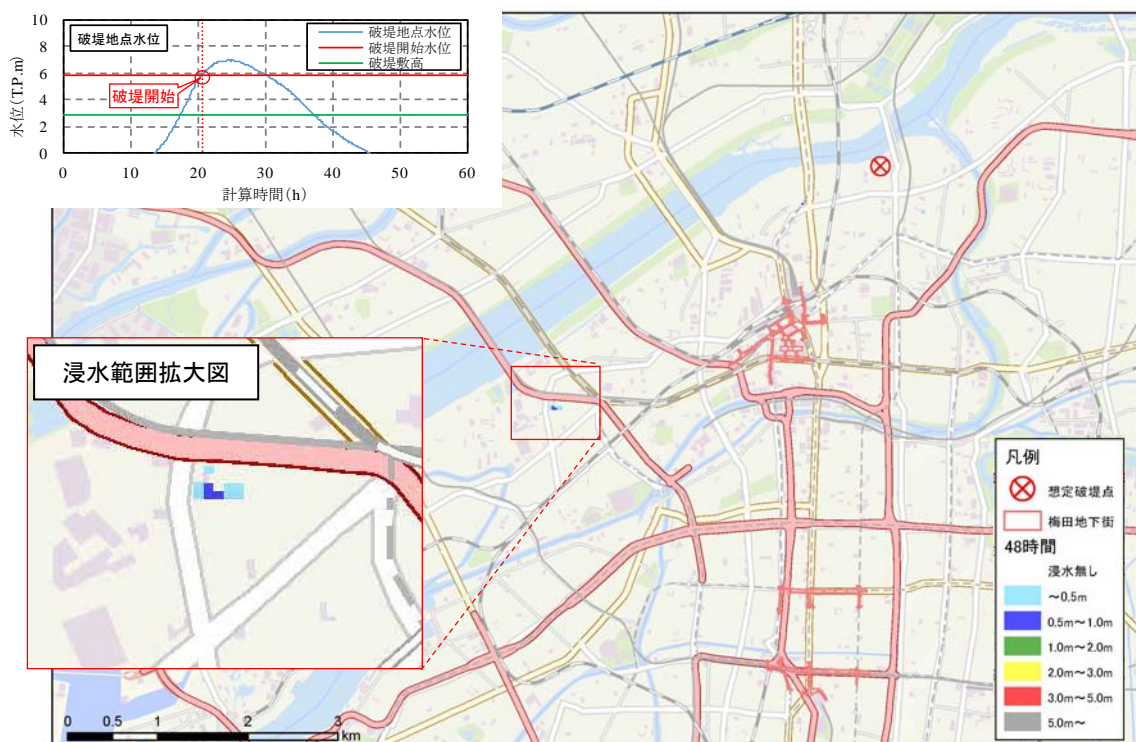 破堤地点水位
破堤地点水位
破堤開始水位
破堤敷高
破堤開始
水位(T.P.m)
10
8
6
4
2
0
0 10 20 30 40 50 60
計算時間(h)
浸水範囲拡大図
凡例
想定破堤点
梅田地下街
48時間
浸水無し
～0.5m
0.5m～1.0m
1.0m～2.0m
2.0m～3.0m
3.0m～5.0m
5.0m～
0 0.5 1 2 3
km